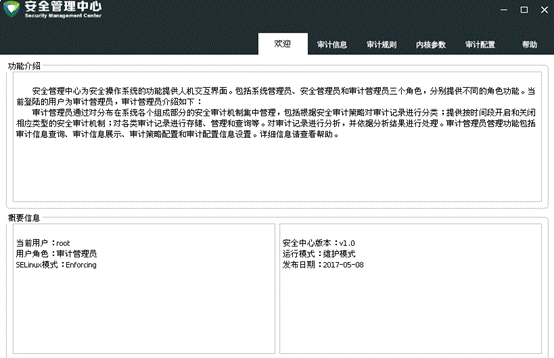 安全管理中心
Security Management Center
欢迎 审计信息 审计规则 内核参数 审计配置 帮助
功能介绍
安全管理中心为安全操作系统的功能提供人机交互界面。包括系统管理员、安全管理员和审计管理员三个角色，分别提供不同的角色功能。当
前登陆的用户为审计管理员，审计管理员介绍如下：
审计管理员通过对分布在系统各个组成部分的安全审计机制集中管理，包括根据安全审计策略对审计记录进行分类；提供按时间段开启和关闭
相应类型的安全审计机制；对各类审计记录进行存储、管理和查询等。对审计记录进行分析，并依据分析结果进行处理。审计管理员管理功能包括
审计信息查询、审计信息展示、审计策略配置和审计配置信息设置。详细信息请查看帮助。
概要信息
当前用户：root
用户角色：审计管理员
SELinux模式：Enforcing
安全中心版本：v1.0
运行模式：维护模式
发布日期：2017-05-08